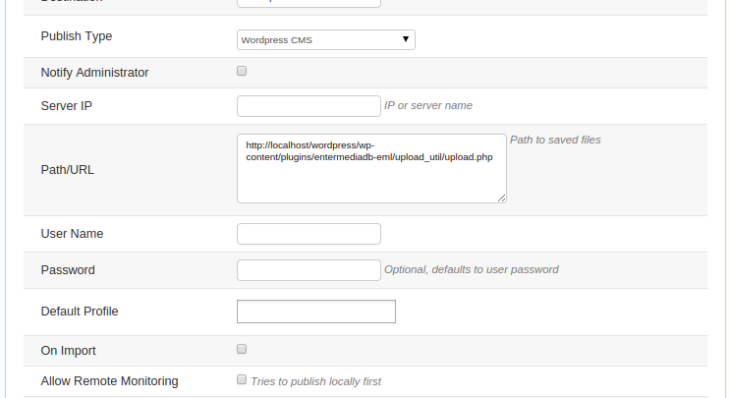 Publish Type
Wordpress CMS
Notify Administrator
Server IP
IP or server name
Path/URL
http://localhost/wordpress/wp-
content/plugins/entermediadb-eml/upload_util/upload.php
Path to saved files
User Name
Password
Optional, defaults to user password
Default Profile
On Import
Allow Remote Monitoring
Tries to publish locally first